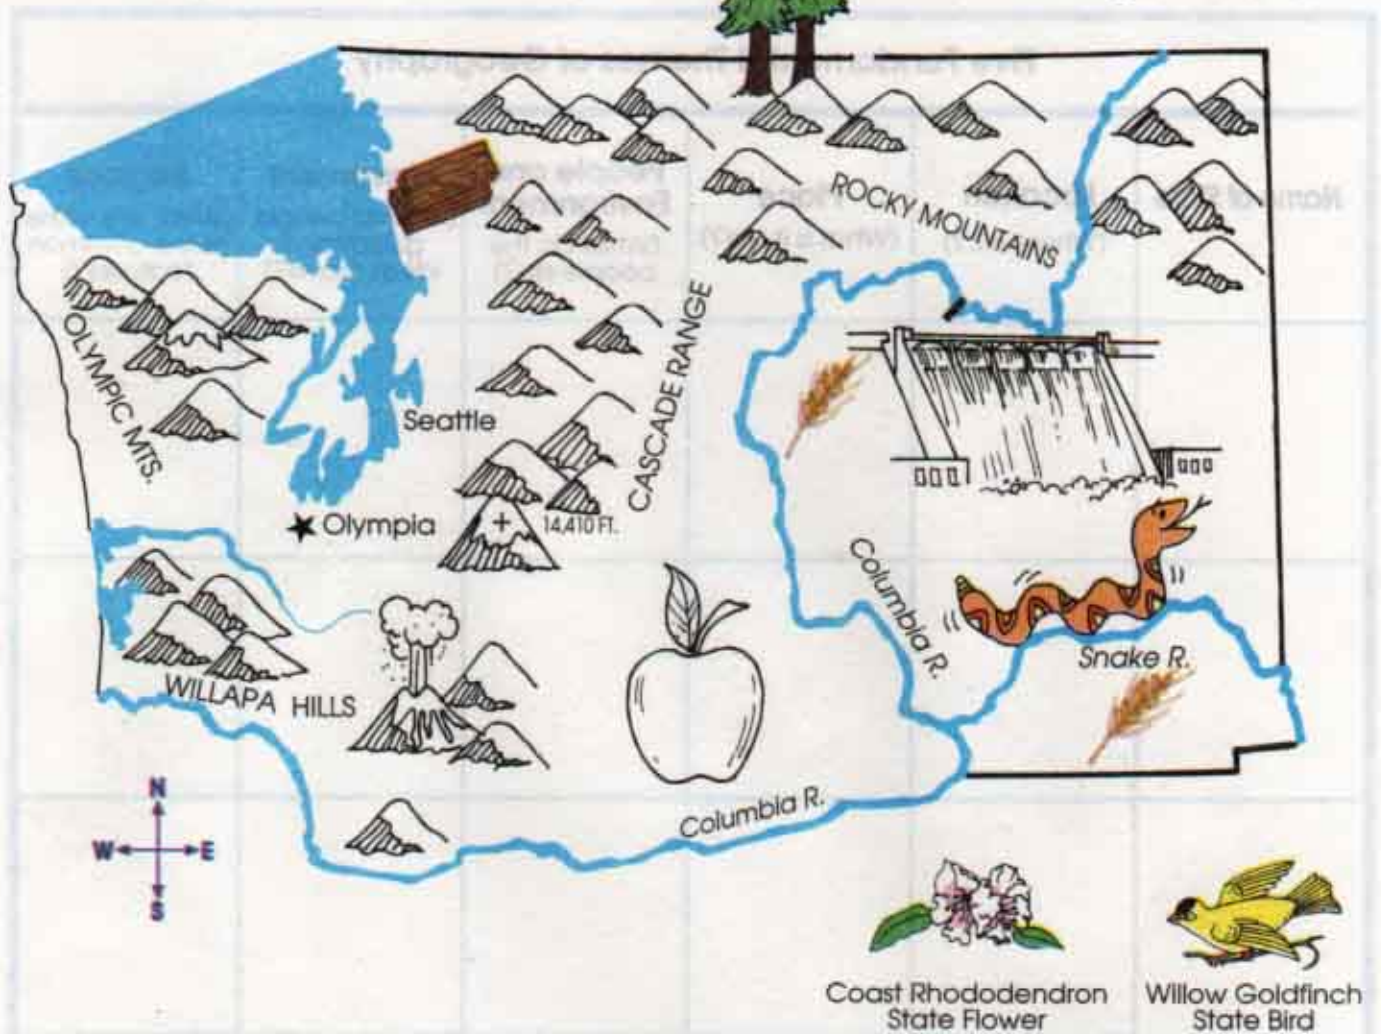 ROCKY MOUNTAINS
OLYMPIC MTS.
CASCADE RANGE
Seattle
Olympia
14,410 FT.
Columbia R.
Snake R.
WILLAPA HILLS
Columbia R.
N
W
E
S
Coast Rhododendron
State Flower
Willow Goldfinch
State Bird